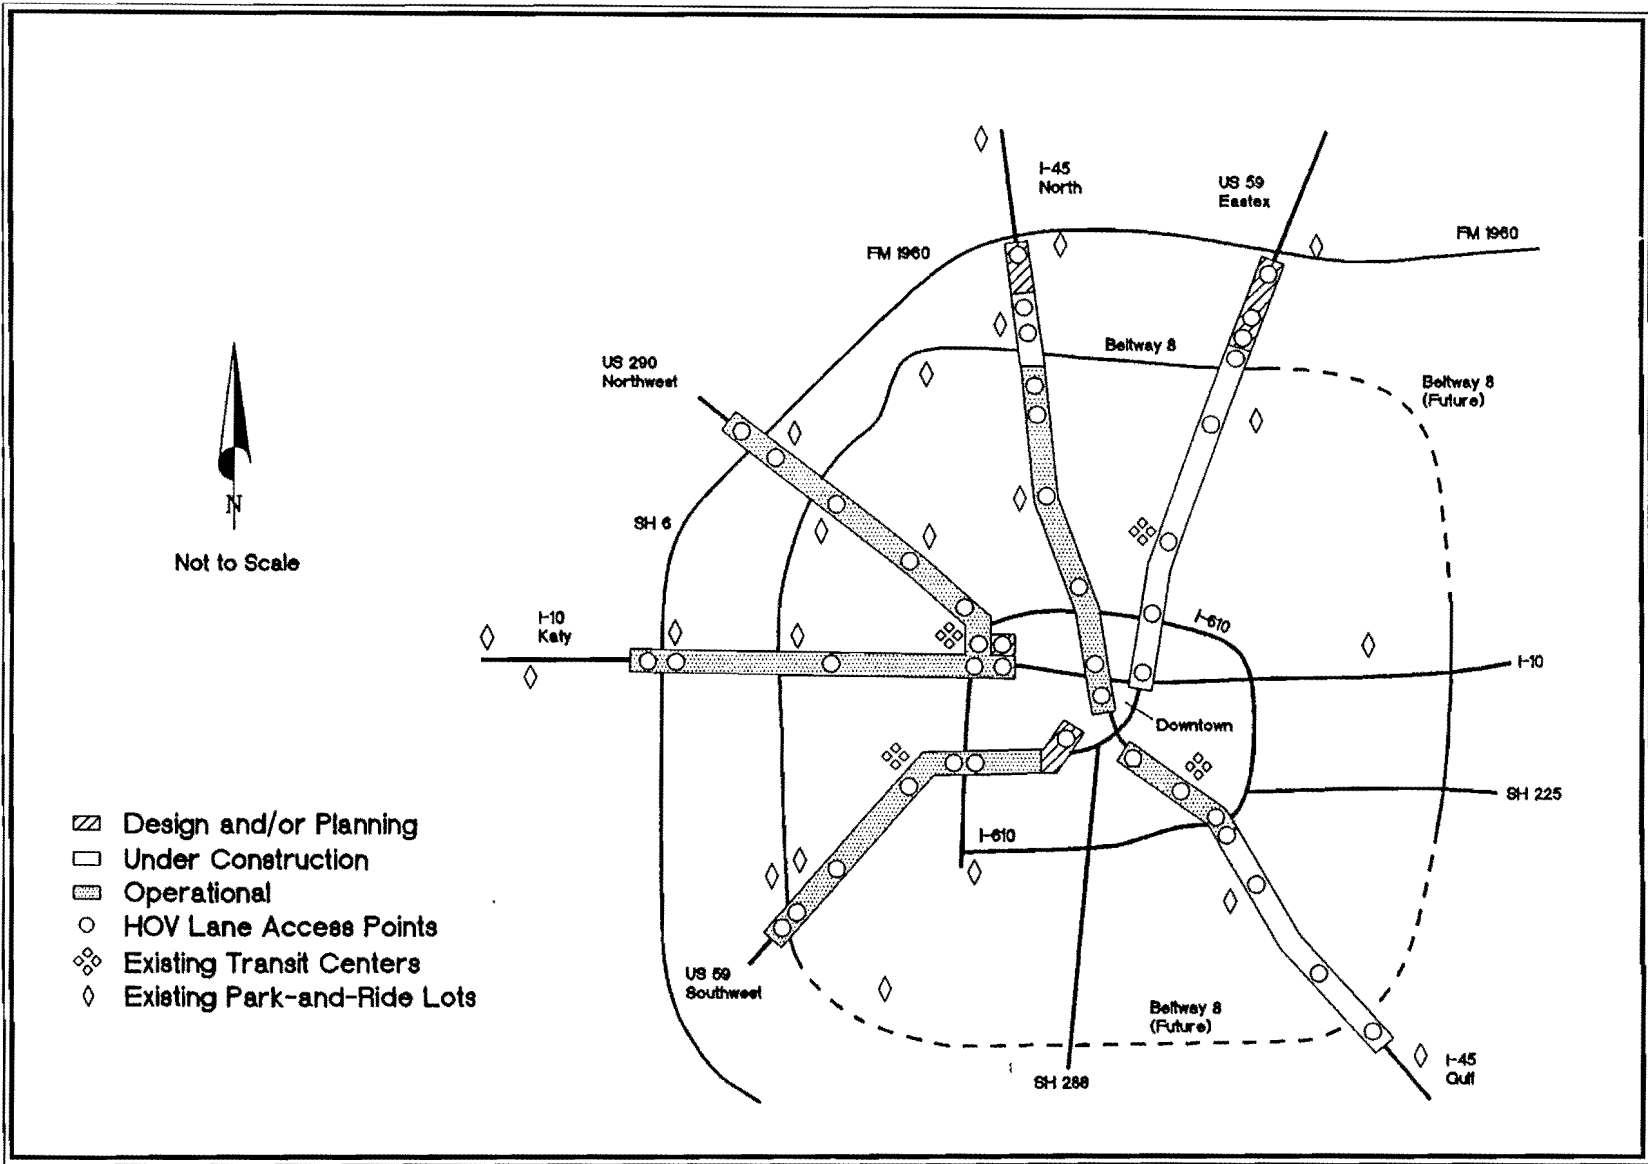 I-45
North
US 59
Eastex
FM 1960
FM 1960
Beltway 8
US 290
Northwest
Beltway 8
(Future)
N
SH 6
Not to Scale
I-10
Katy
I-610
I-10
Downtown
SH 225
I-610
Design and/or Planning
Under Construction
Operational
HOV Lane Access Points
Existing Transit Centers
Existing Park-and-Ride Lots
US 59
Southwest
Beltway 8
(Future)
SH 288
I-45
Gulf